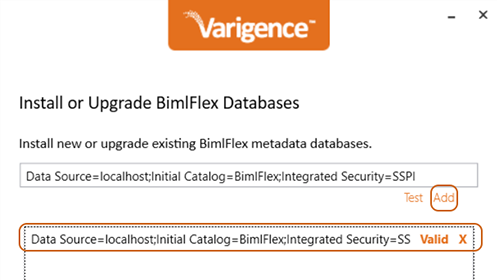 Varigence™
Install or Upgrade BimlFlex Databases
Install new or upgrade existing BimlFlex metadata databases.
Data Source=localhost;Initial Catalog=BimlFlex;Integrated Security=SSPI
Test Add
Data Source=localhost;Initial Catalog=BimlFlex;Integrated Security=SS Valid X